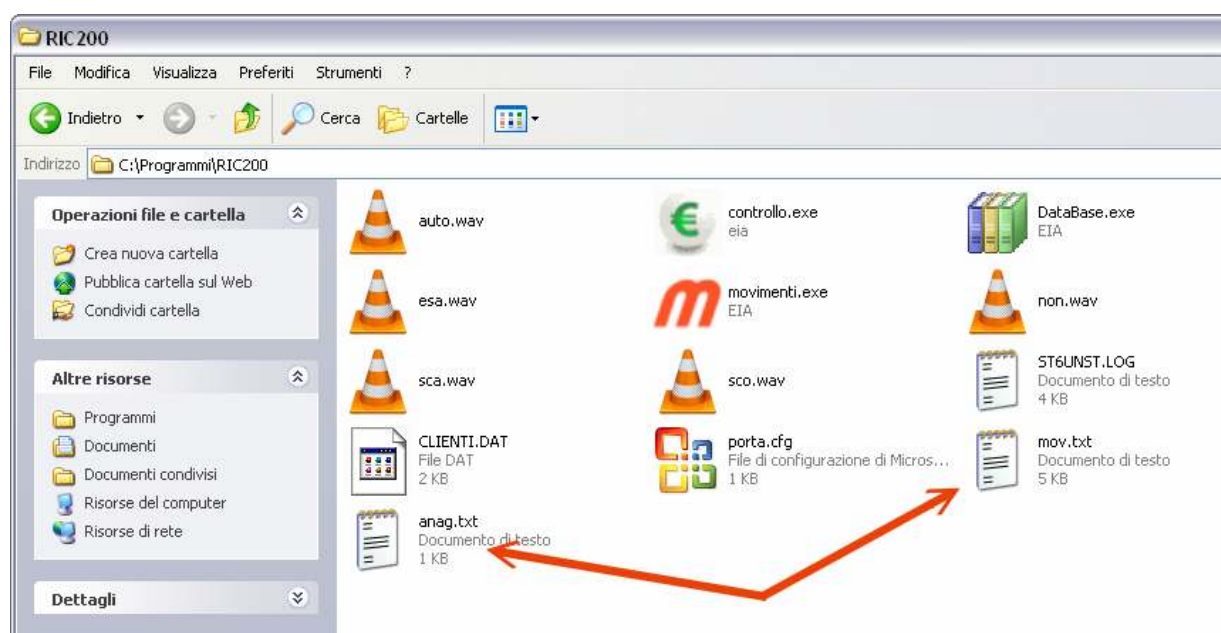 RIC200
File Modifica Visualizza Preferiti Strumenti ?
Indietro Cerca Cartelle
Indirizzo C:\Programmi\RIC200
Operazioni file e cartella
Crea nuova cartella
Pubblica cartella sul Web
Condividi cartella
Altre risorse
Programmi
Documenti
Documenti condivisi
Risorse del computer
Risorse di rete
Dettagli
auto.wav
controllo.exe
eia
DataBase.exe
EIA
esa.wav
movimenti.exe
EIA
non.wav
sca.wav
sco.wav
ST6UNST.LOG
Documento di testo
4 KB
CLIENTI.DAT
File DAT
2 KB
porta.cfg
File di configurazione di Micros...
1 KB
mov.txt
Documento di testo
5 KB
anag.txt
Documento di testo
1 KB